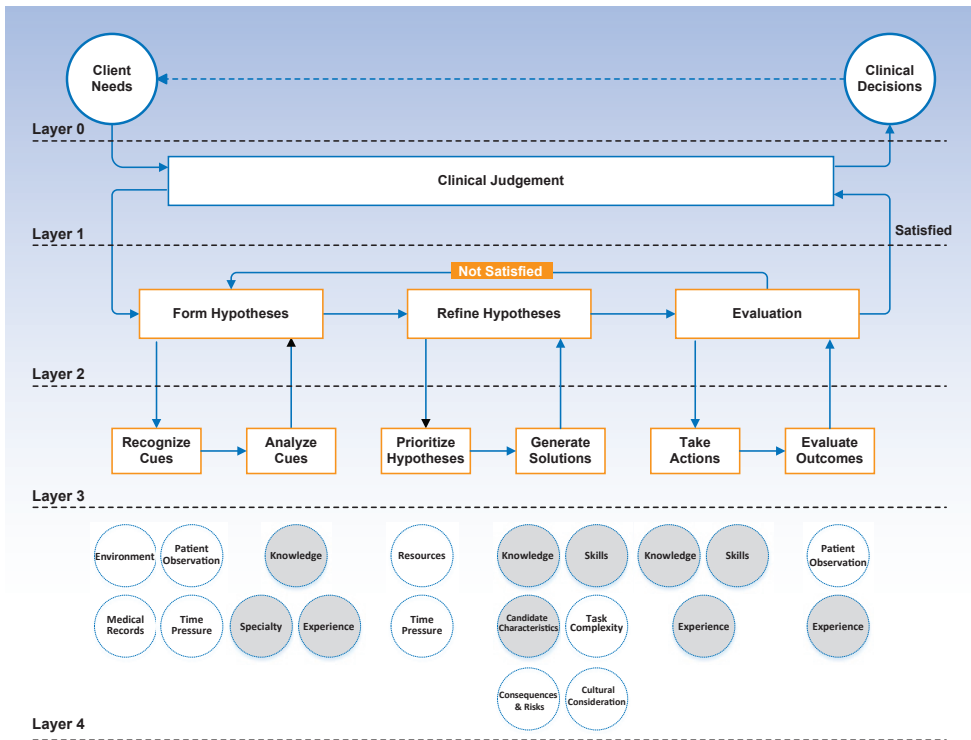 Client
Needs
Clinical
Decisions
Layer 0
Clinical Judgement
Layer 1
Satisfied
Not Satisfied
Form Hypotheses
Refine Hypotheses
Evaluation
Layer 2
Recognize
Cues
Analyze
Cues
Prioritize
Hypotheses
Generate
Solutions
Take
Actions
Evaluate
Outcomes
Layer 3
Environment
Patient
Observation
Knowledge
Resources
Knowledge
Skills
Knowledge
Skills
Patient
Observation
Medical
Records
Time
Pressure
Specialty
Experience
Time
Pressure
Candidate
Characteristics
Task
Complexity
Experience
Experience
Consequences
& Risks
Cultural
Consideration
Layer 4